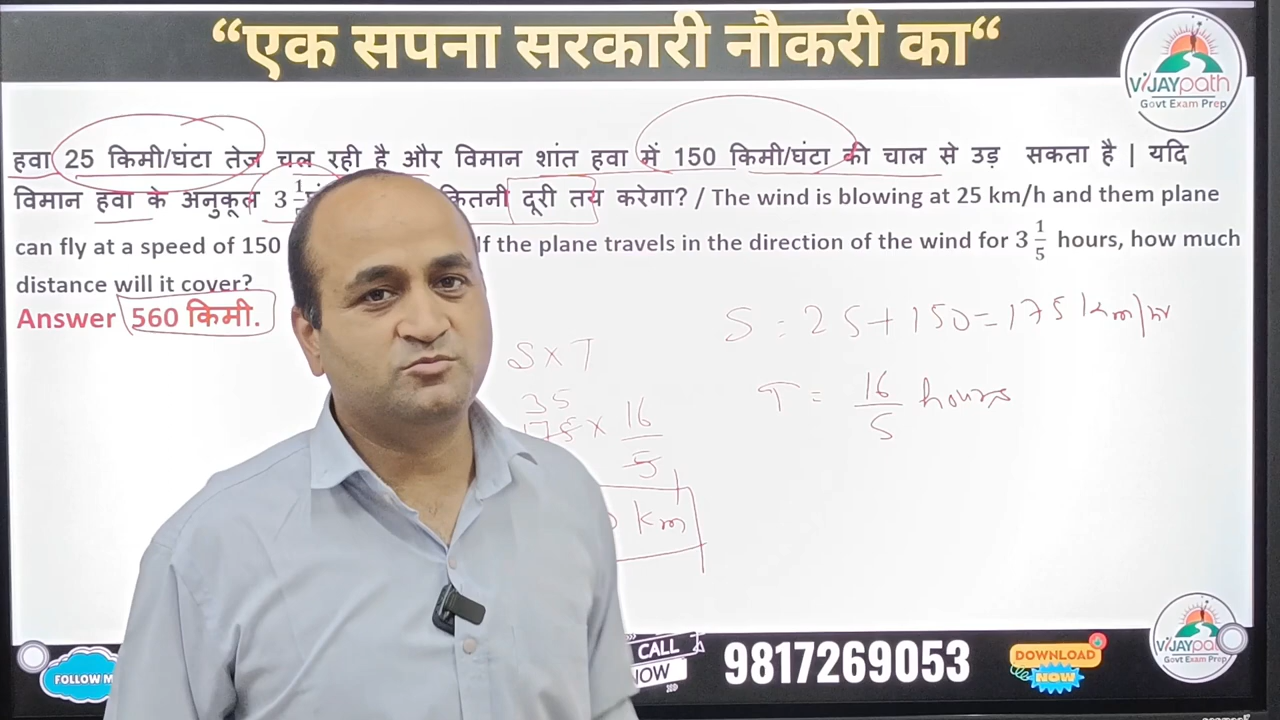 “एक सपना सरकारी नौकरी का“
VIJAYpath
Govt Exam Prep
हवा 25 किमी/घंटा तेज चल रही है और विमान शांत हवा में 150 किमी/घंटा की चाल से उड़ सकता है | यदि
विमान हवा के अनुकूल 3 1/ कितनी दूरी तय करेगा? / The wind is blowing at 25 km/h and them plane
can fly at a speed of 150 If the plane travels in the direction of the wind for 3 1/5 hours, how much
distance will it cover?
Answer 560 किमी.
S = 25 + 150 = 175 km/hr
S x T
T = 16/5 hours
35
175 x 16/5
km
FOLLOW
CALL
NOW
9817269053
DOWNLOAD
NOW
VIJAYpath
Govt Exam Prep